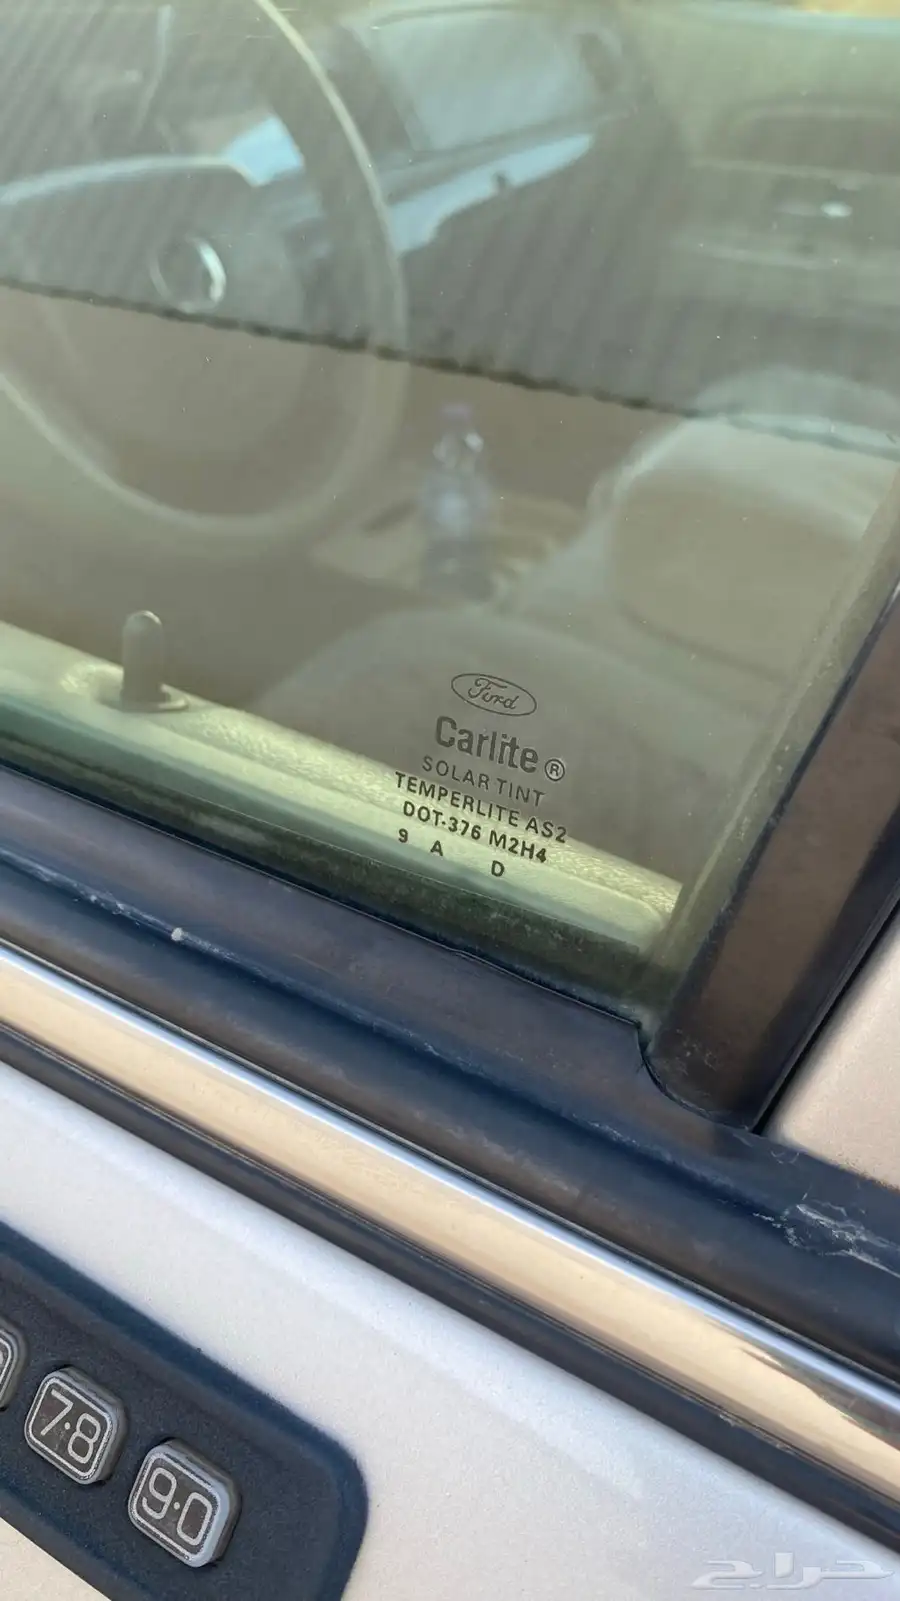 Ford
Carlite®
SOLAR TINT
TEMPERLITE AS2
DOT-376 M2H4
9 A D
7·8
9·0
حراج